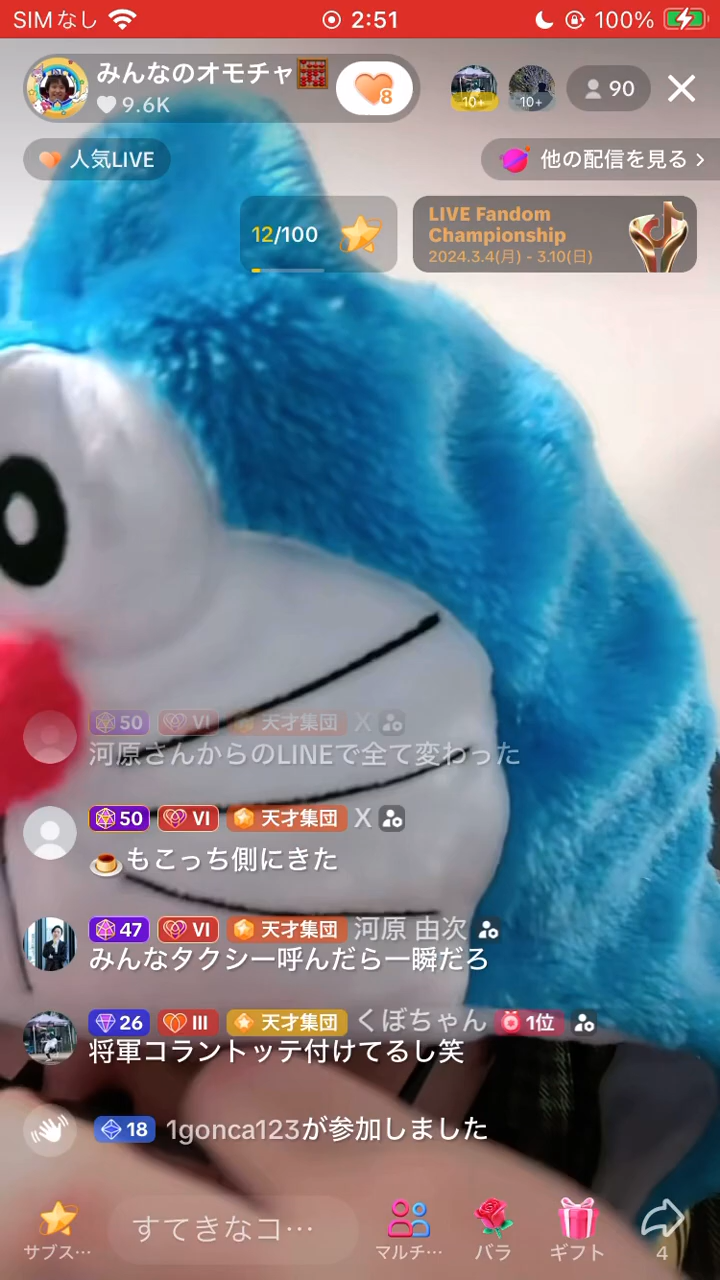 SIMなし 2:51 100%
みんなのオモチャ
9.6K
8
10+ 10+
90
人気LIVE
他の配信を見る
12/100
LIVE Fandom
Championship
2024.3.4(月) - 3.10(日)
50 VI 天才集団 X
河原さんからのLINEで全て変わった
50 VI 天才集団 X
🍮もこっち側にきた
47 VI 天才集団 河原 由次
みんなタクシー呼んだら一瞬だろ
26 III 天才集団 くぼちゃん 1位
将軍コラントッテ付けてるし笑
18 1gonca123が参加しました
すてきなコ…
サブス… マルチ… バラ ギフト 4